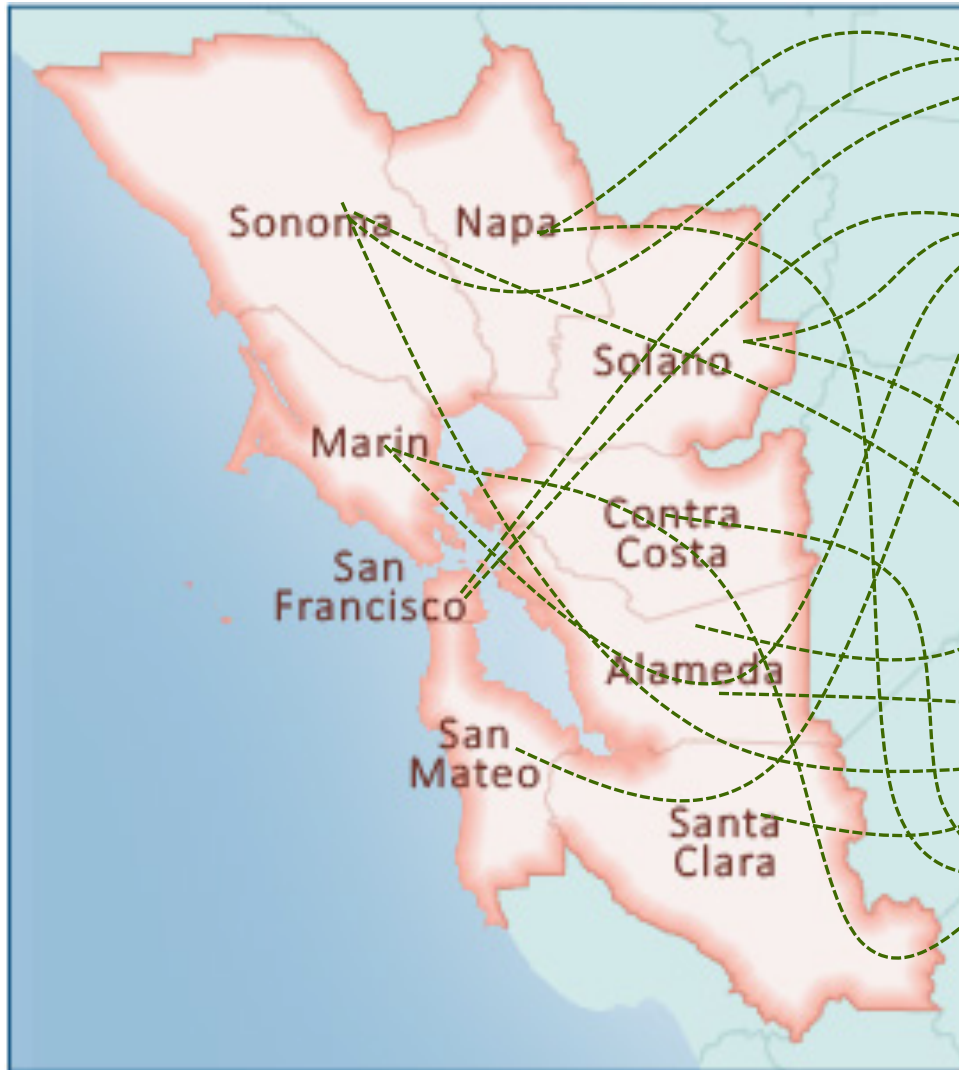 Sonoma
Napa
Solano
Marin
Contra
Costa
San
Francisco
Alameda
San
Mateo
Santa
Clara